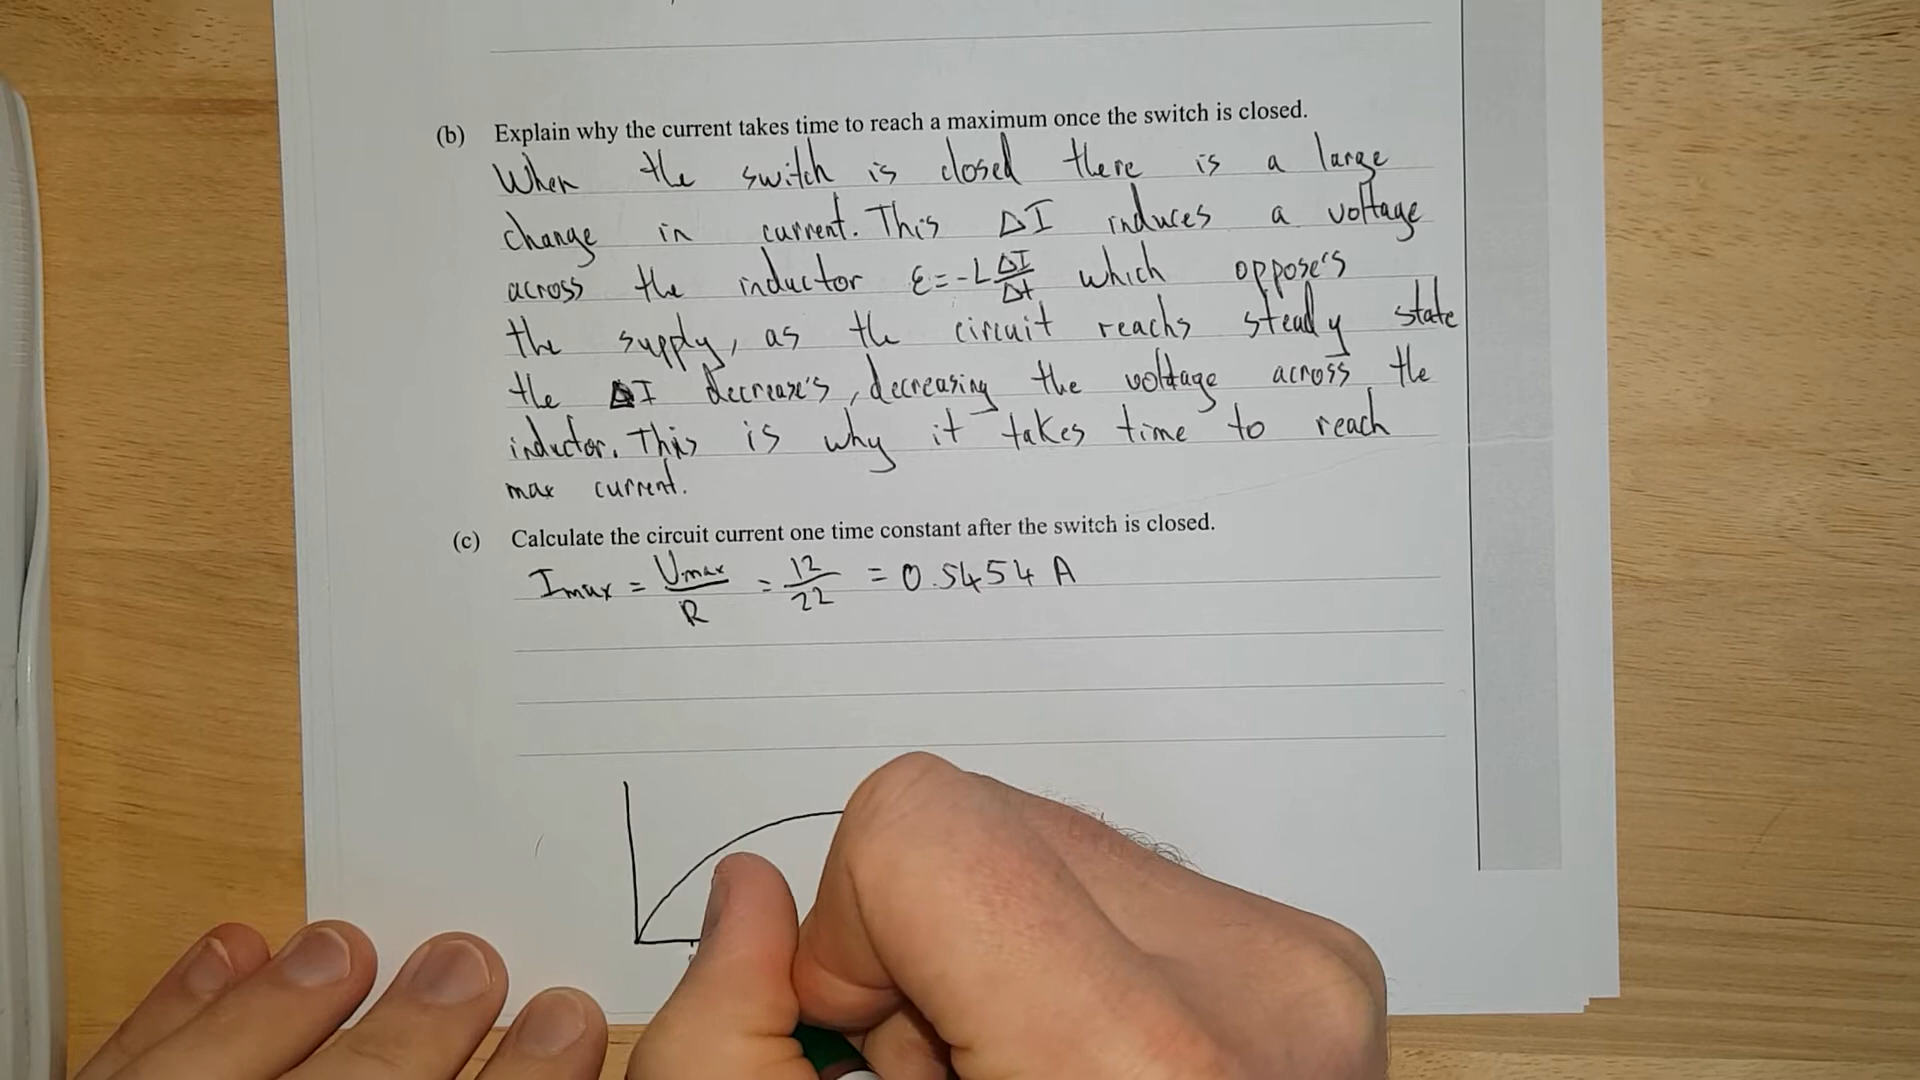 (b) Explain why the current takes time to reach a maximum once the switch is closed.
When the switch is closed there is a large
change in current. This ΔI induces a voltage
across the inductor ε=-L ΔI/Δt which oppose's
the supply, as the circuit reachs steady state
the ΔI decrease's, decreasing the voltage across the
inductor. This is why it takes time to reach
max current.
(c) Calculate the circuit current one time constant after the switch is closed.
Imax = Vmax/R = 12/22 = 0.5454 A